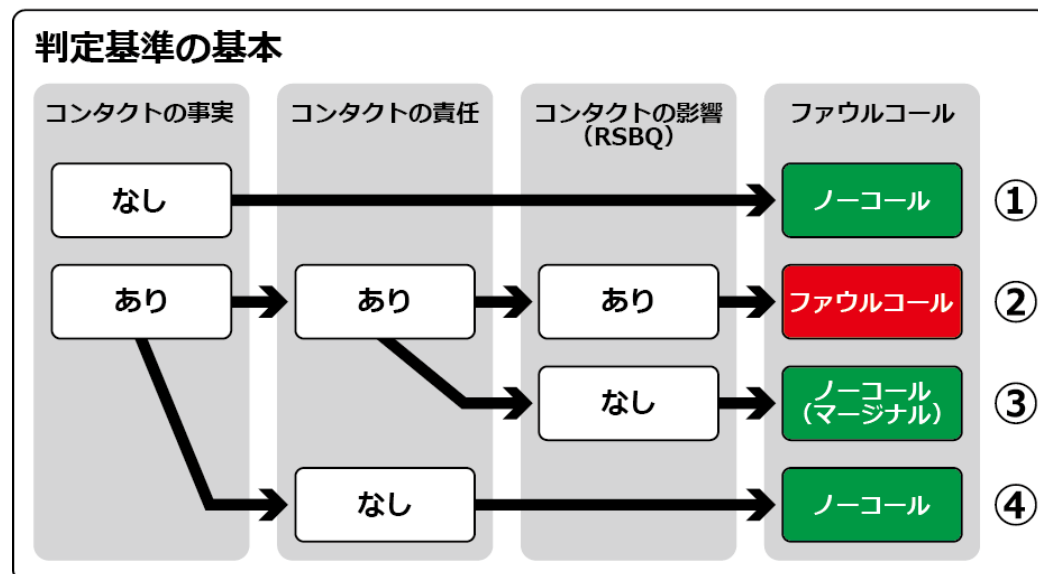 判定基準の基本
コンタクトの事実
コンタクトの責任
コンタクトの影響
（RSBQ）
ファウルコール
なし
ノーコール
①
あり
あり
あり
ファウルコール
②
なし
ノーコール
（マージナル）
③
なし
ノーコール
④